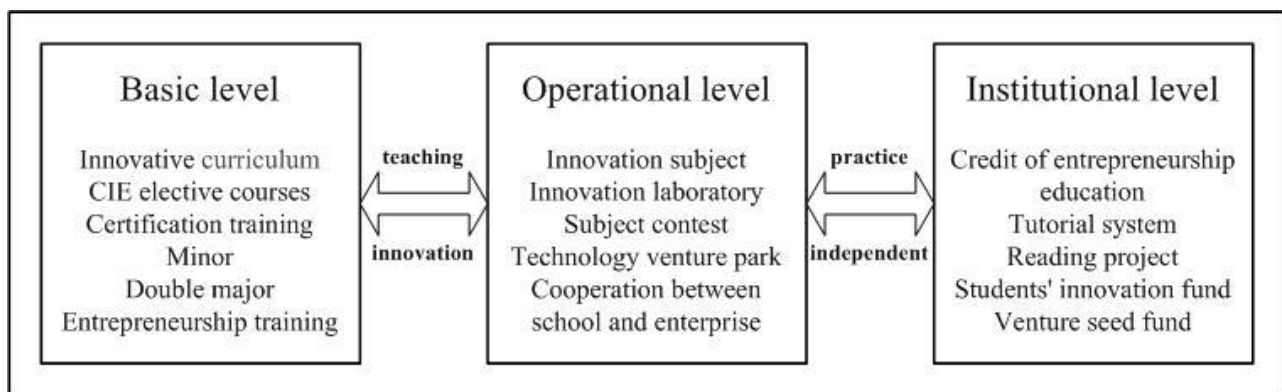 Basic level
Innovative curriculum
CIE elective courses
Certification training
Minor
Double major
Entrepreneurship training
teaching
innovation
Operational level
Innovation subject
Innovation laboratory
Subject contest
Technology venture park
Cooperation between
school and enterprise
practice
independent
Institutional level
Credit of entrepreneurship
education
Tutorial system
Reading project
Students' innovation fund
Venture seed fund